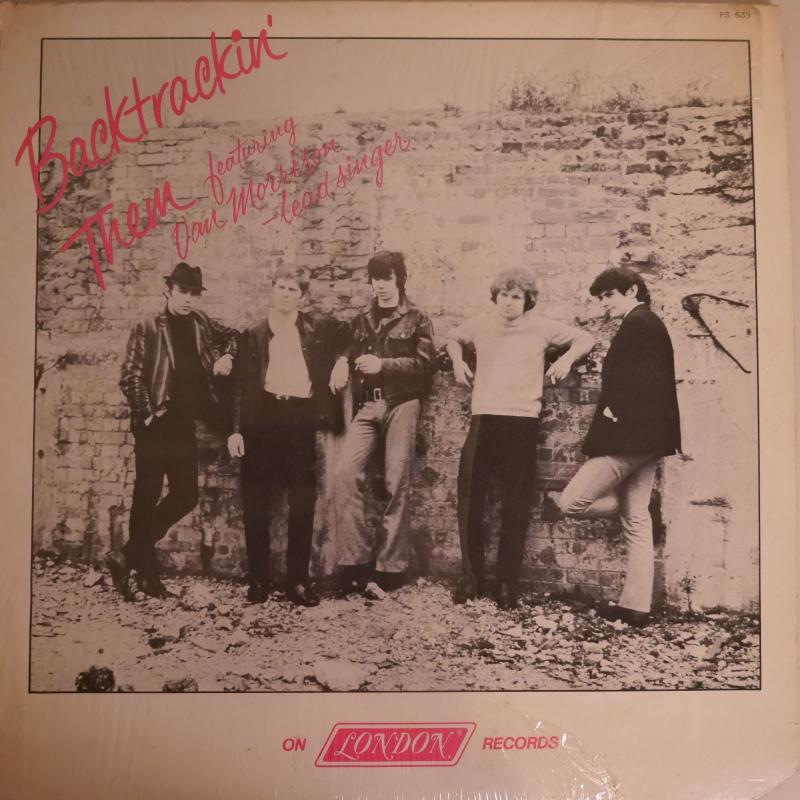 PS 639
Backtrackin'
Them featuring
Van Morrison
-lead singer
ON LONDON RECORDS